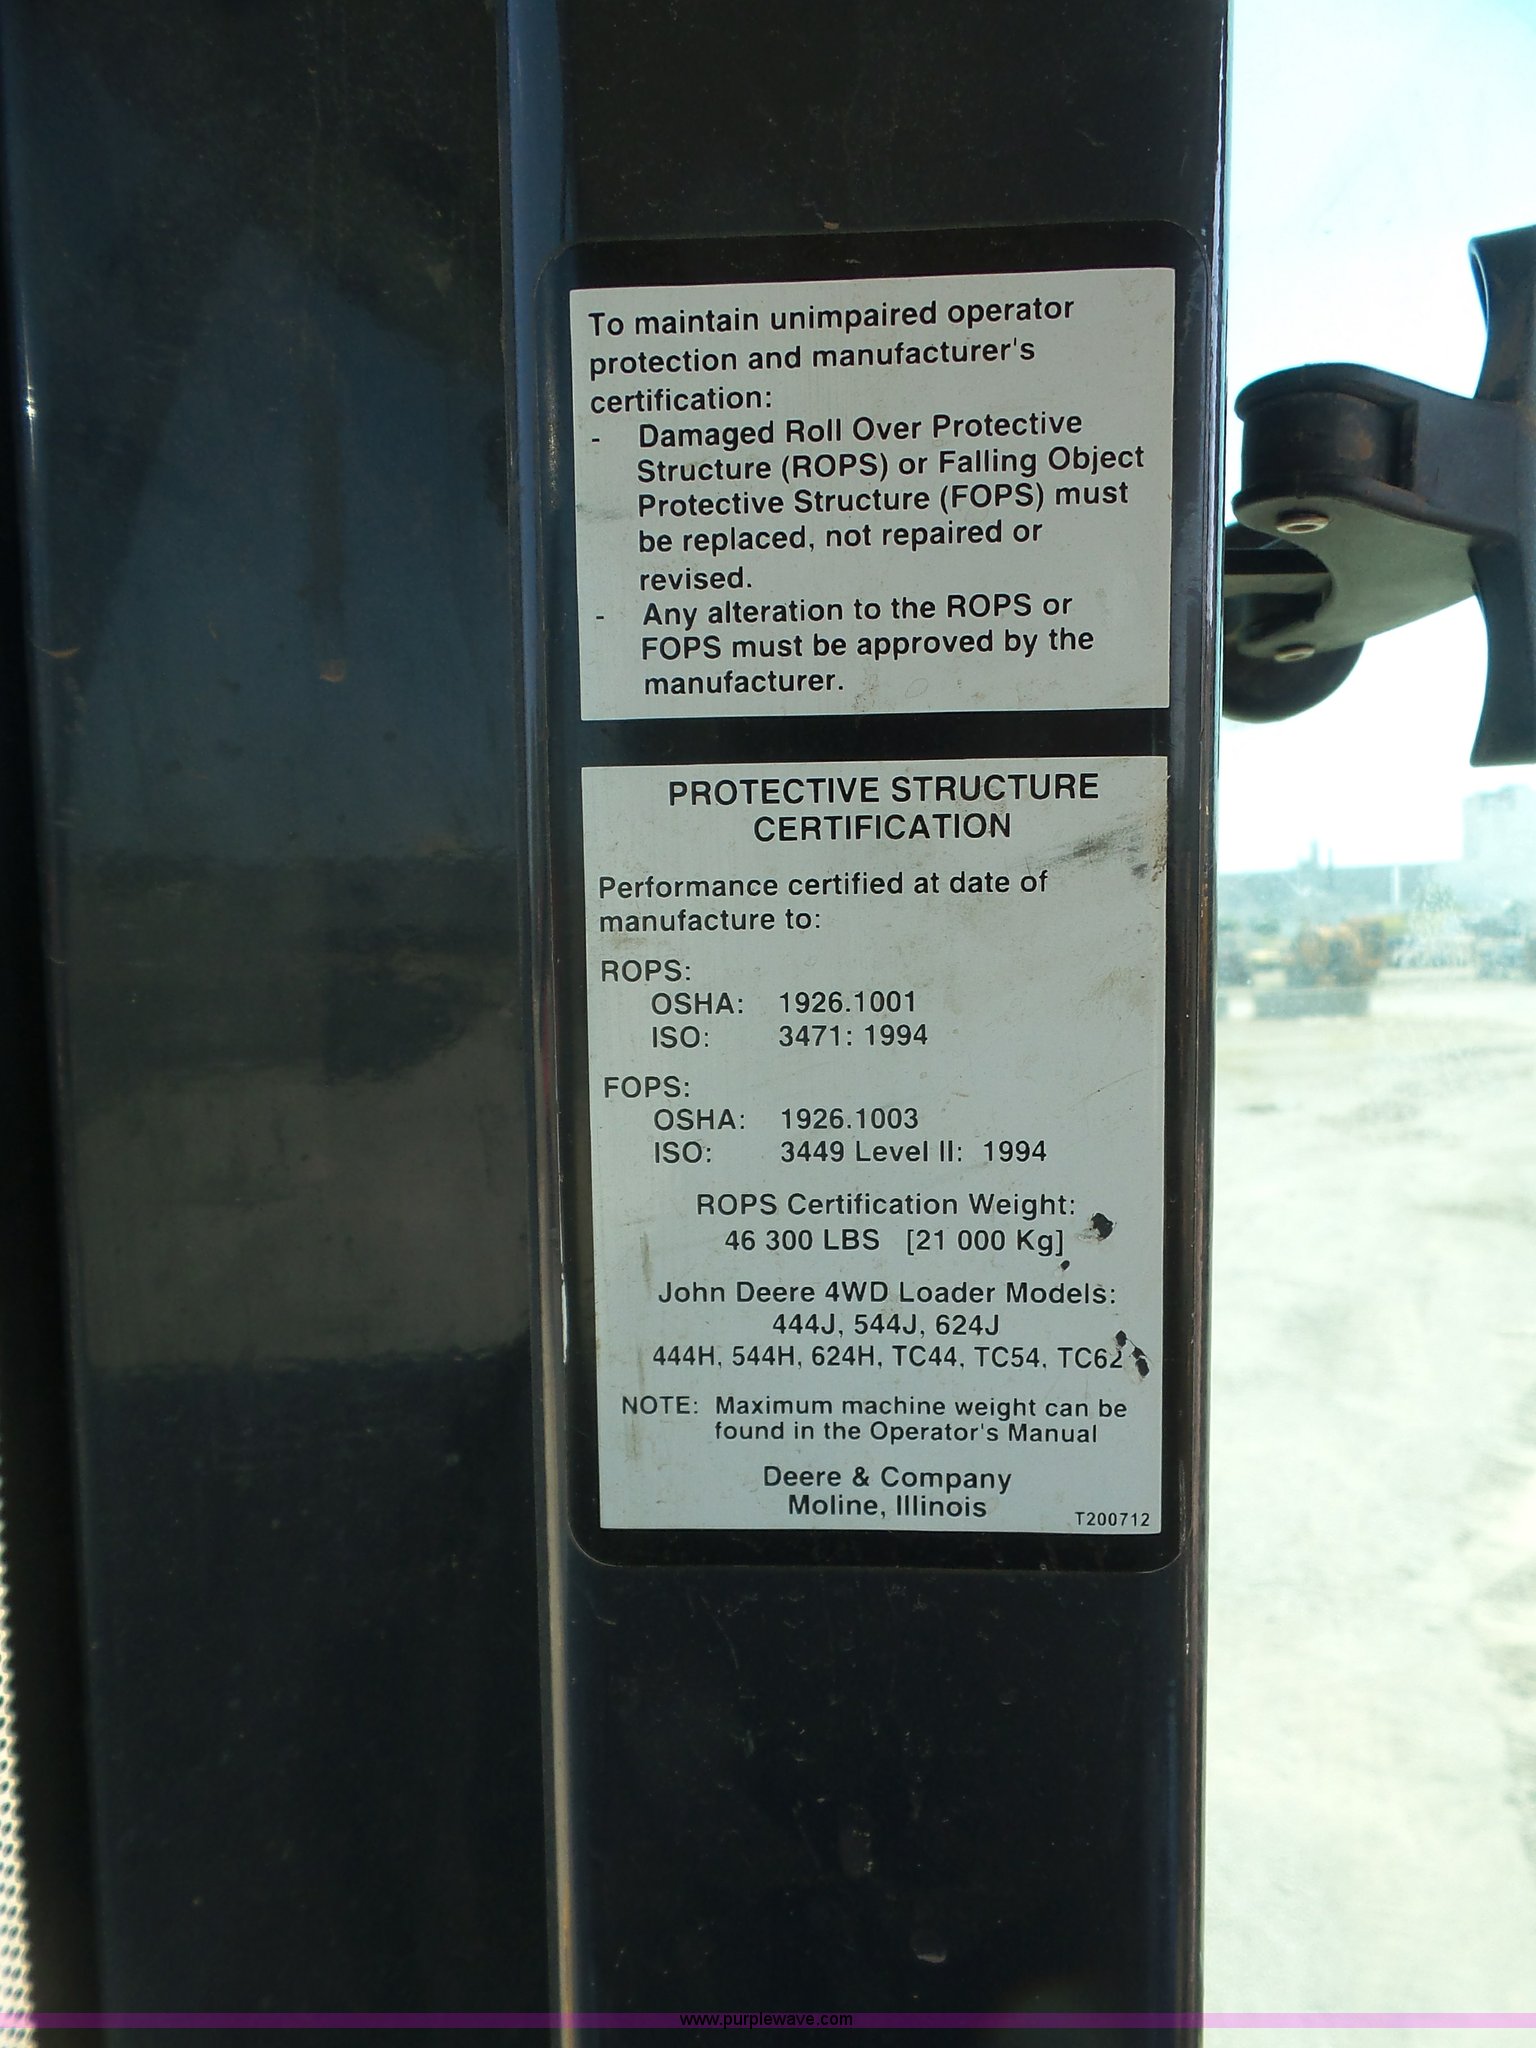 To maintain unimpaired operator
protection and manufacturer's
certification:
- Damaged Roll Over Protective
Structure (ROPS) or Falling Object
Protective Structure (FOPS) must
be replaced, not repaired or
revised.
- Any alteration to the ROPS or
FOPS must be approved by the
manufacturer.
PROTECTIVE STRUCTURE
CERTIFICATION
Performance certified at date of
manufacture to:
ROPS:
OSHA: 1926.1001
ISO: 3471: 1994
FOPS:
OSHA: 1926.1003
ISO: 3449 Level II: 1994
ROPS Certification Weight:
46 300 LBS [21 000 Kg]
John Deere 4WD Loader Models:
444J, 544J, 624J
444H, 544H, 624H, TC44, TC54, TC62
NOTE: Maximum machine weight can be
found in the Operator's Manual
Deere & Company
Moline, Illinois
T200712
www.purplewave.com